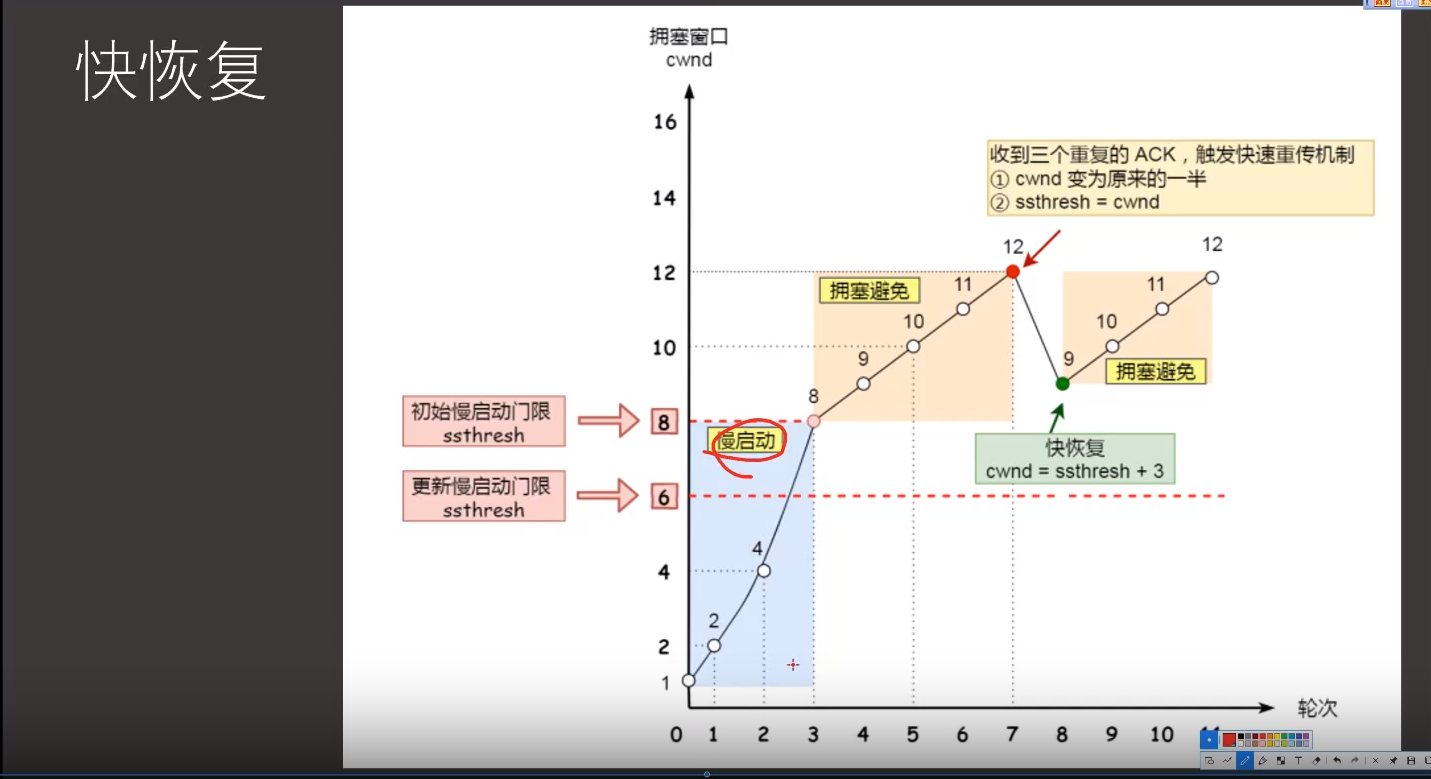 快恢复
拥塞窗口
cwnd
16
14
12
10
8
6
4
2
1
收到三个重复的 ACK，触发快速重传机制
① cwnd 变为原来的一半
② ssthresh = cwnd
12
12
拥塞避免
11
11
10
10
9
9
拥塞避免
8
初始慢启动门限
ssthresh
慢启动
快恢复
cwnd = ssthresh + 3
更新慢启动门限
ssthresh
4
2
轮次
0 1 2 3 4 5 6 7 8 9 10